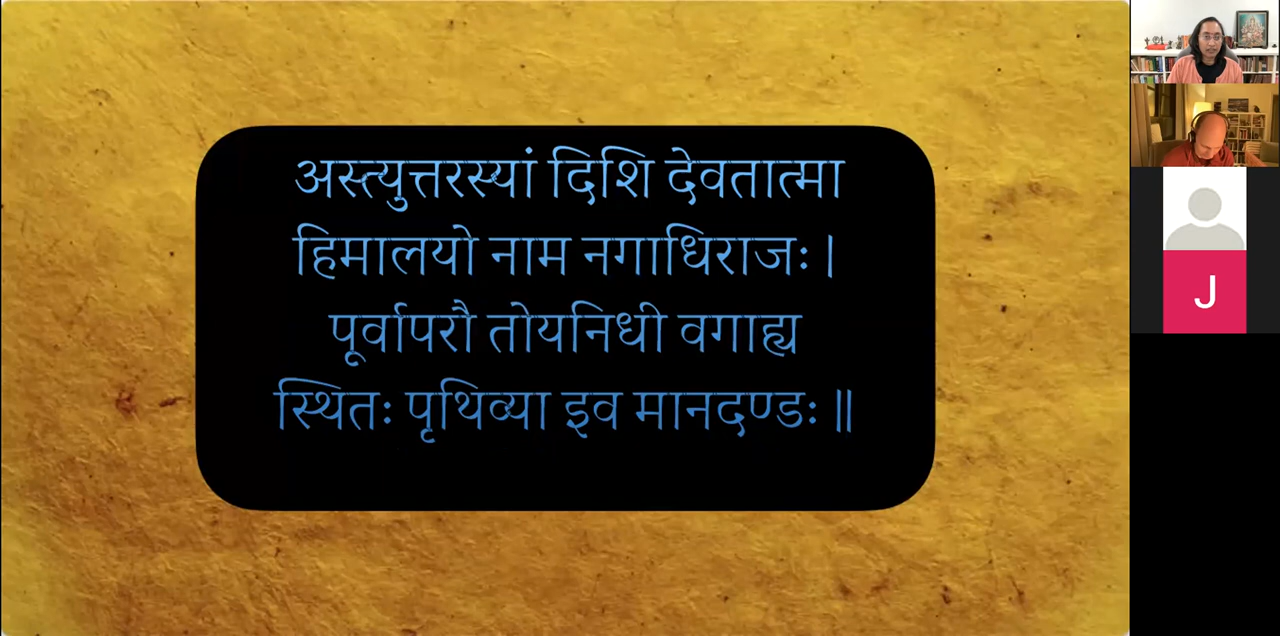 अस्त्युत्तरस्यां दिशि देवतात्मा
हिमालयो नाम नगाधिराजः।
पूर्वापरौ तोयनिधी वगाह्य
स्थितः पृथिव्या इव मानदण्डः॥
J